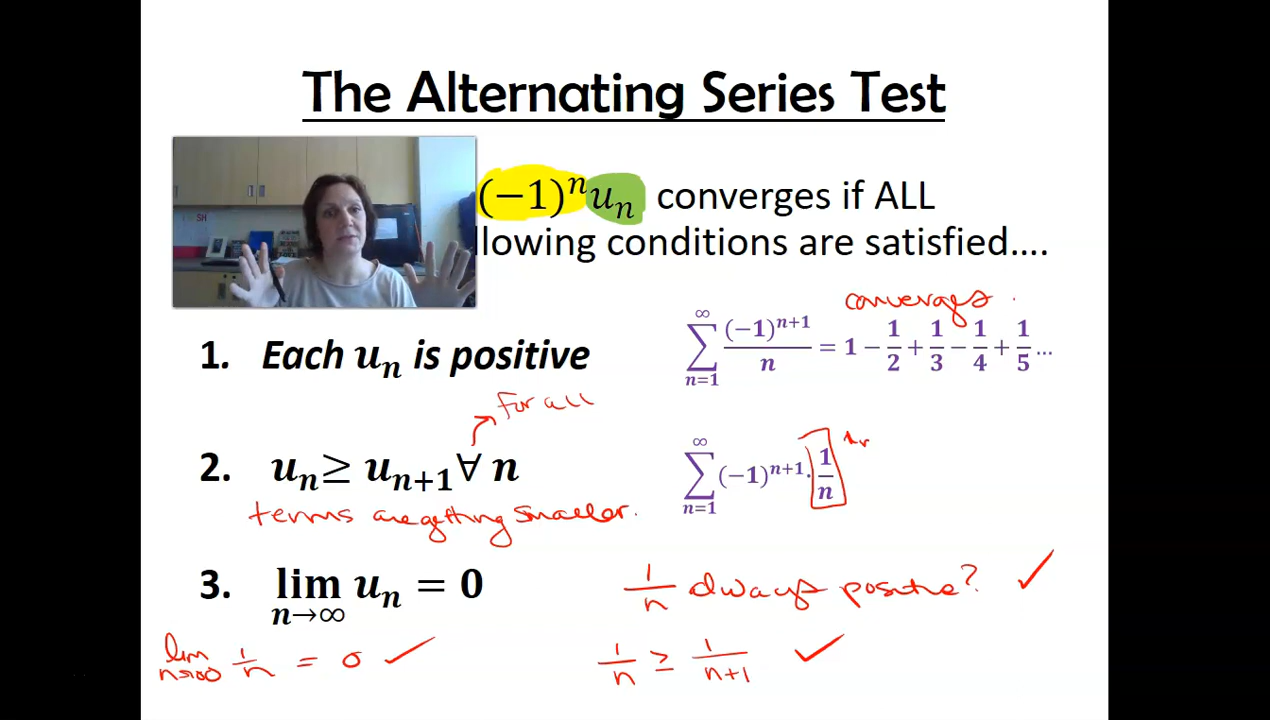 The Alternating Series Test
(−1)ⁿuₙ converges if ALL
llowing conditions are satisfied....
converges
1. Each uₙ is positive
∞ ∑ n=1 (−1)ⁿ⁺¹/n = 1 − 1/2 + 1/3 − 1/4 + 1/5 ...
for all
2. uₙ ≥ uₙ₊₁ ∀ n
∞ ∑ n=1 (−1)ⁿ⁺¹ · 1/n
terms are getting smaller.
3. lim n→∞ uₙ = 0
1/n always positive? ✓
lim n→∞ 1/n = 0 ✓
1/n ≥ 1/n+1 ✓